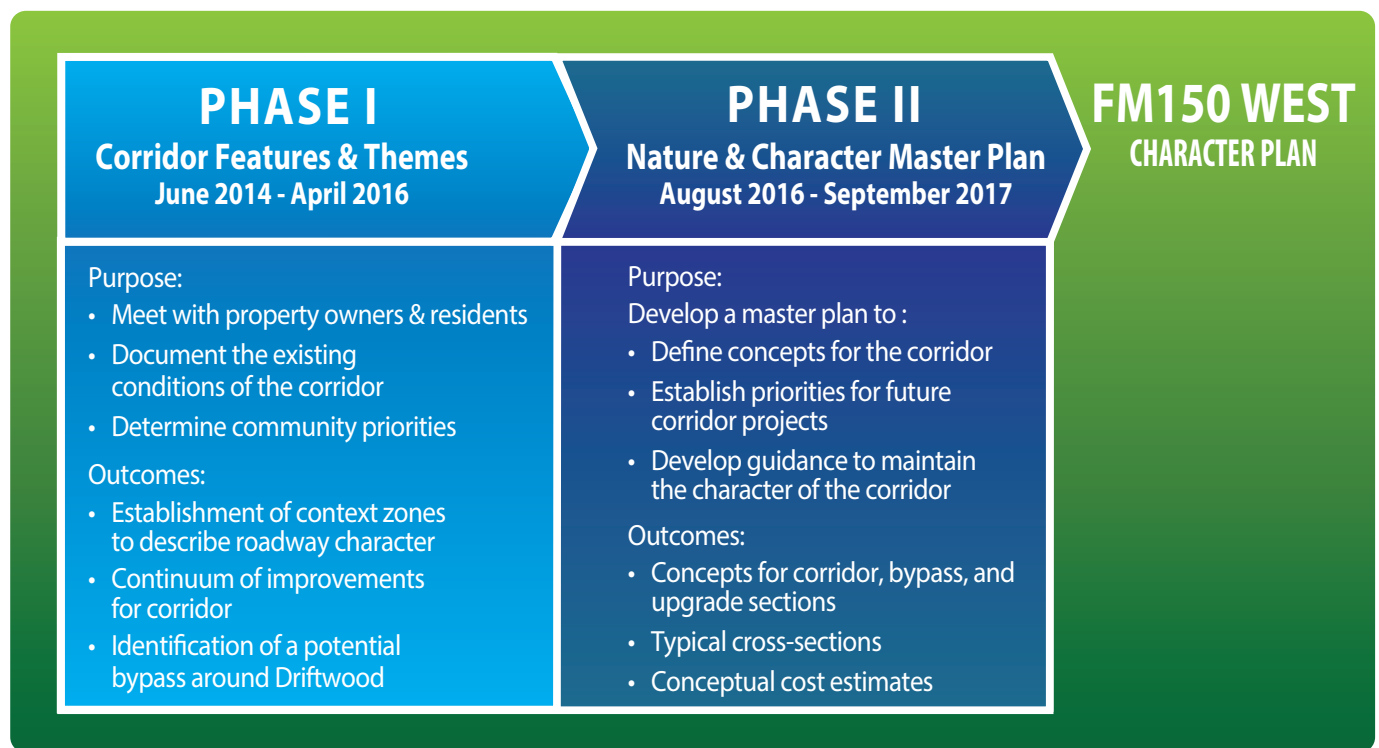 PHASE I
Corridor Features & Themes
June 2014 - April 2016
Purpose:
• Meet with property owners & residents
• Document the existing
conditions of the corridor
• Determine community priorities
Outcomes:
• Establishment of context zones
to describe roadway character
• Continuum of improvements
for corridor
• Identification of a potential
bypass around Driftwood
PHASE II
Nature & Character Master Plan
August 2016 - September 2017
Purpose:
Develop a master plan to :
• Define concepts for the corridor
• Establish priorities for future
corridor projects
• Develop guidance to maintain
the character of the corridor
Outcomes:
• Concepts for corridor, bypass, and
upgrade sections
• Typical cross-sections
• Conceptual cost estimates
FM150 WEST
CHARACTER PLAN